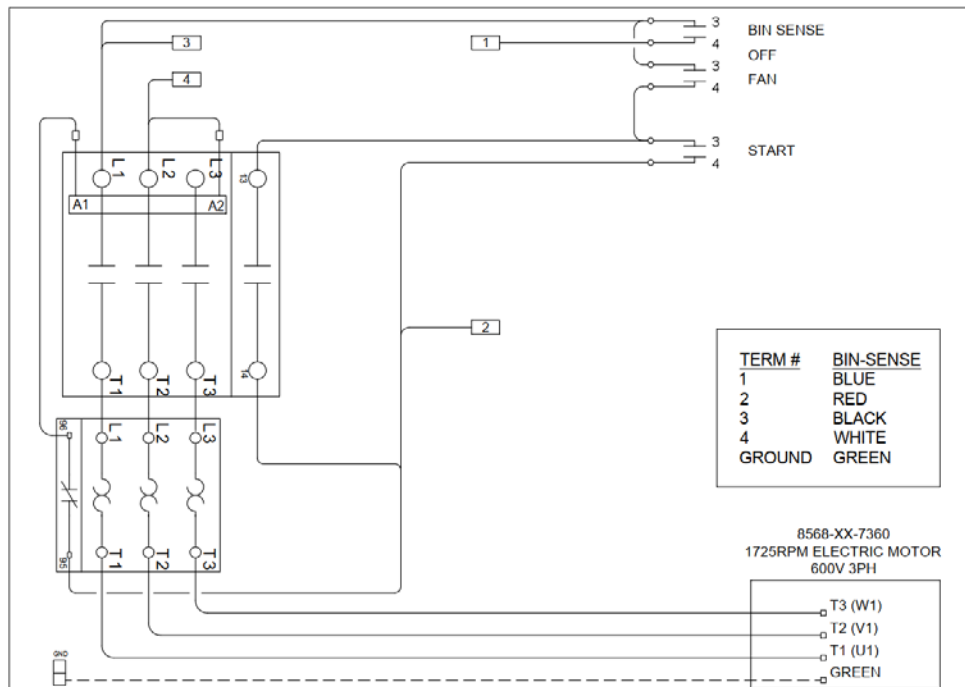 3 BIN SENSE
4
OFF
3
FAN
4
3
START
4
3
1
4
L1 L2 L3 13
A1 A2
2
T1 T2 T3 14
96 L1 L2 L3
95 T1 T2 T3
TERM # BIN-SENSE
1 BLUE
2 RED
3 BLACK
4 WHITE
GROUND GREEN
8568-XX-7360
1725RPM ELECTRIC MOTOR
600V 3PH
T3 (W1)
T2 (V1)
T1 (U1)
GREEN
GND